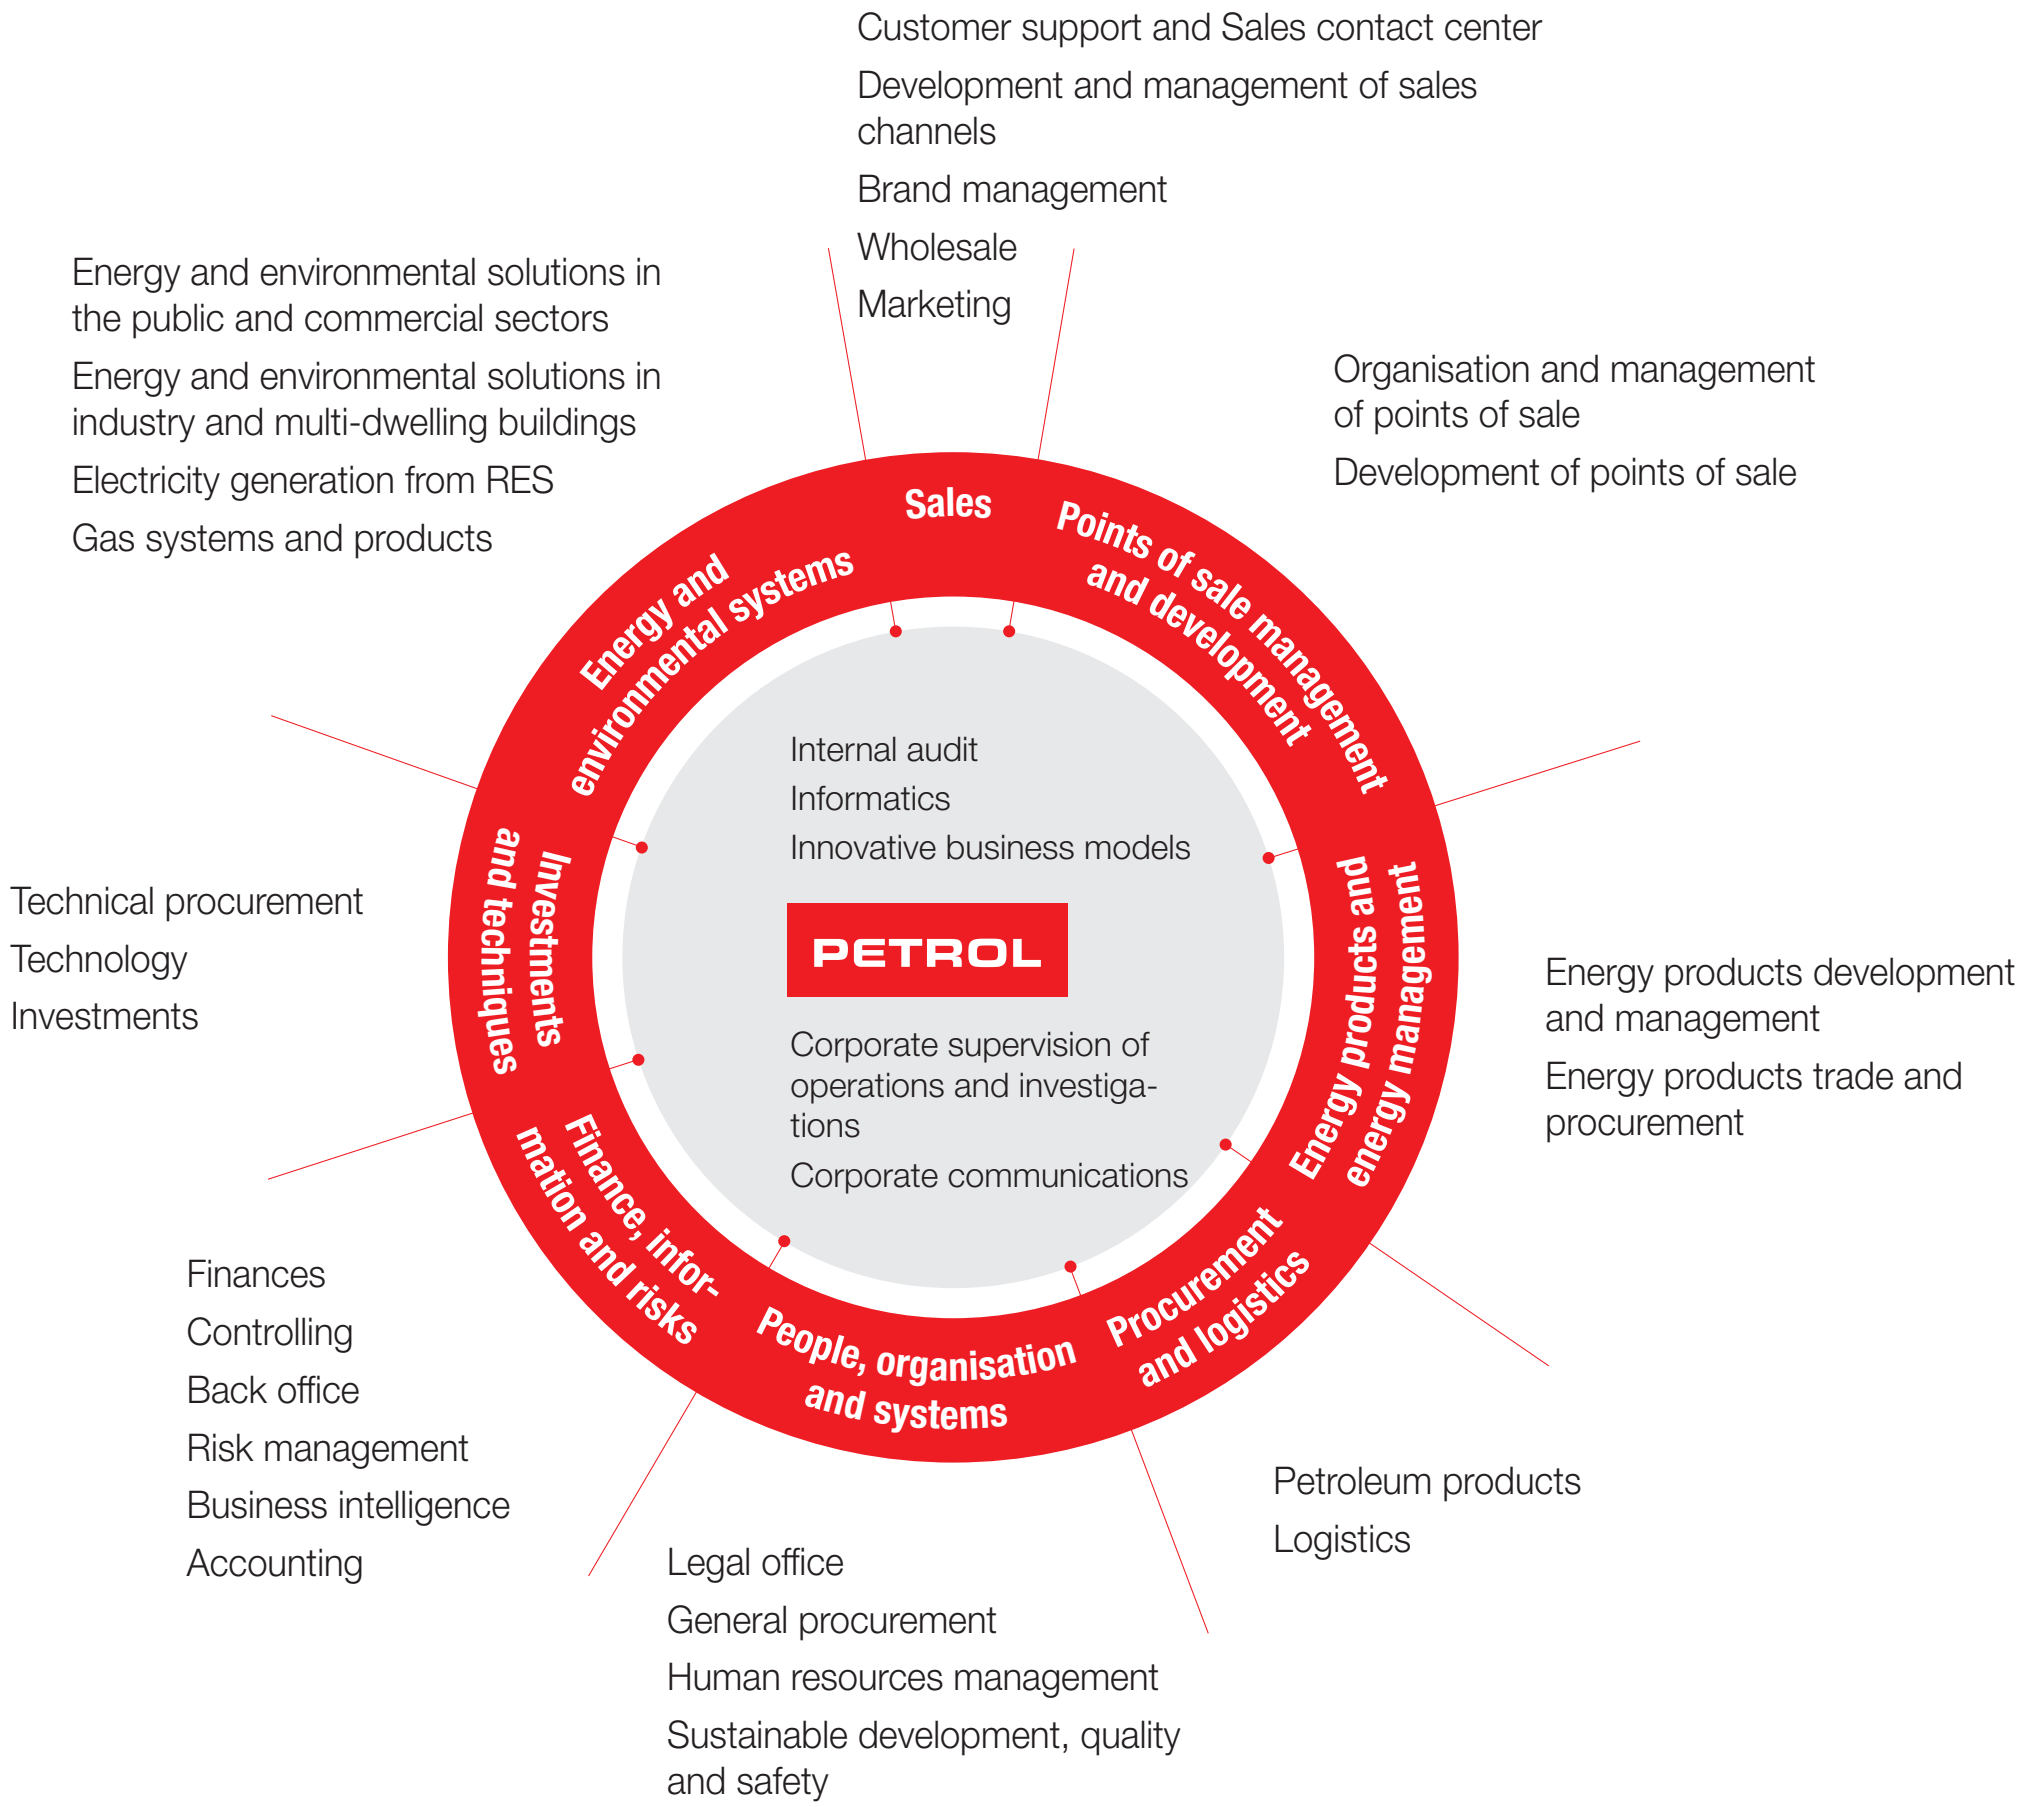 Customer support and Sales contact center
Development and management of sales
channels
Brand management
Wholesale
Marketing
Energy and environmental solutions in
the public and commercial sectors
Energy and environmental solutions in
industry and multi-dwelling buildings
Electricity generation from RES
Gas systems and products
Organisation and management
of points of sale
Development of points of sale
Sales
Points of sale management
and development
Energy and
environmental systems
Internal audit
Informatics
Innovative business models
PETROL
Corporate supervision of
operations and investiga-
tions
Corporate communications
Investments
and techniques
Technical procurement
Technology
Investments
Energy products and
energy management
Energy products development
and management
Energy products trade and
procurement
Finance, infor-
mation and risks
People, organisation
and systems
Procurement
and logistics
Finances
Controlling
Back office
Risk management
Business intelligence
Accounting
Legal office
General procurement
Human resources management
Sustainable development, quality
and safety
Petroleum products
Logistics